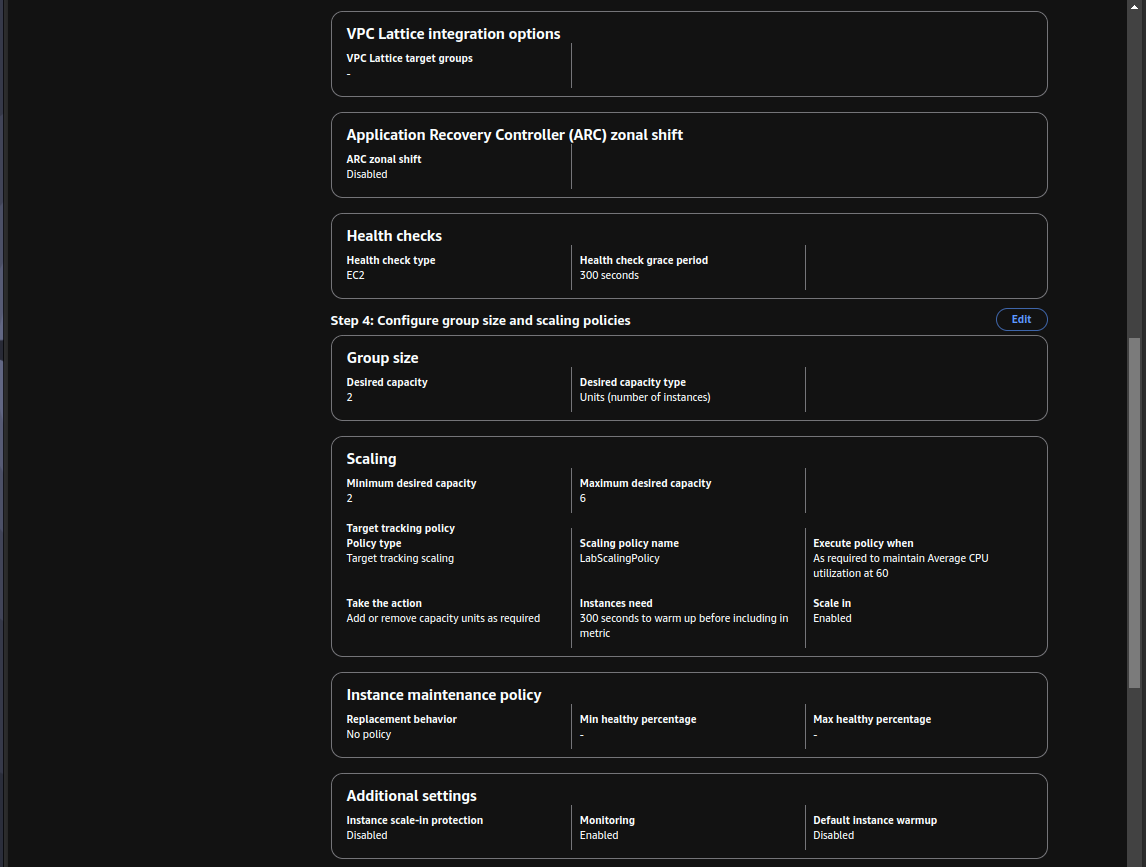 VPC Lattice integration options
VPC Lattice target groups
-
Application Recovery Controller (ARC) zonal shift
ARC zonal shift
Disabled
Health checks
Health check type
EC2
Health check grace period
300 seconds
Step 4: Configure group size and scaling policies
Edit
Group size
Desired capacity
2
Desired capacity type
Units (number of instances)
Scaling
Minimum desired capacity
2
Maximum desired capacity
6
Target tracking policy
Policy type
Target tracking scaling
Scaling policy name
LabScalingPolicy
Execute policy when
As required to maintain Average CPU
utilization at 60
Take the action
Add or remove capacity units as required
Instances need
300 seconds to warm up before including in
metric
Scale in
Enabled
Instance maintenance policy
Replacement behavior
No policy
Min healthy percentage
-
Max healthy percentage
-
Additional settings
Instance scale-in protection
Disabled
Monitoring
Enabled
Default instance warmup
Disabled